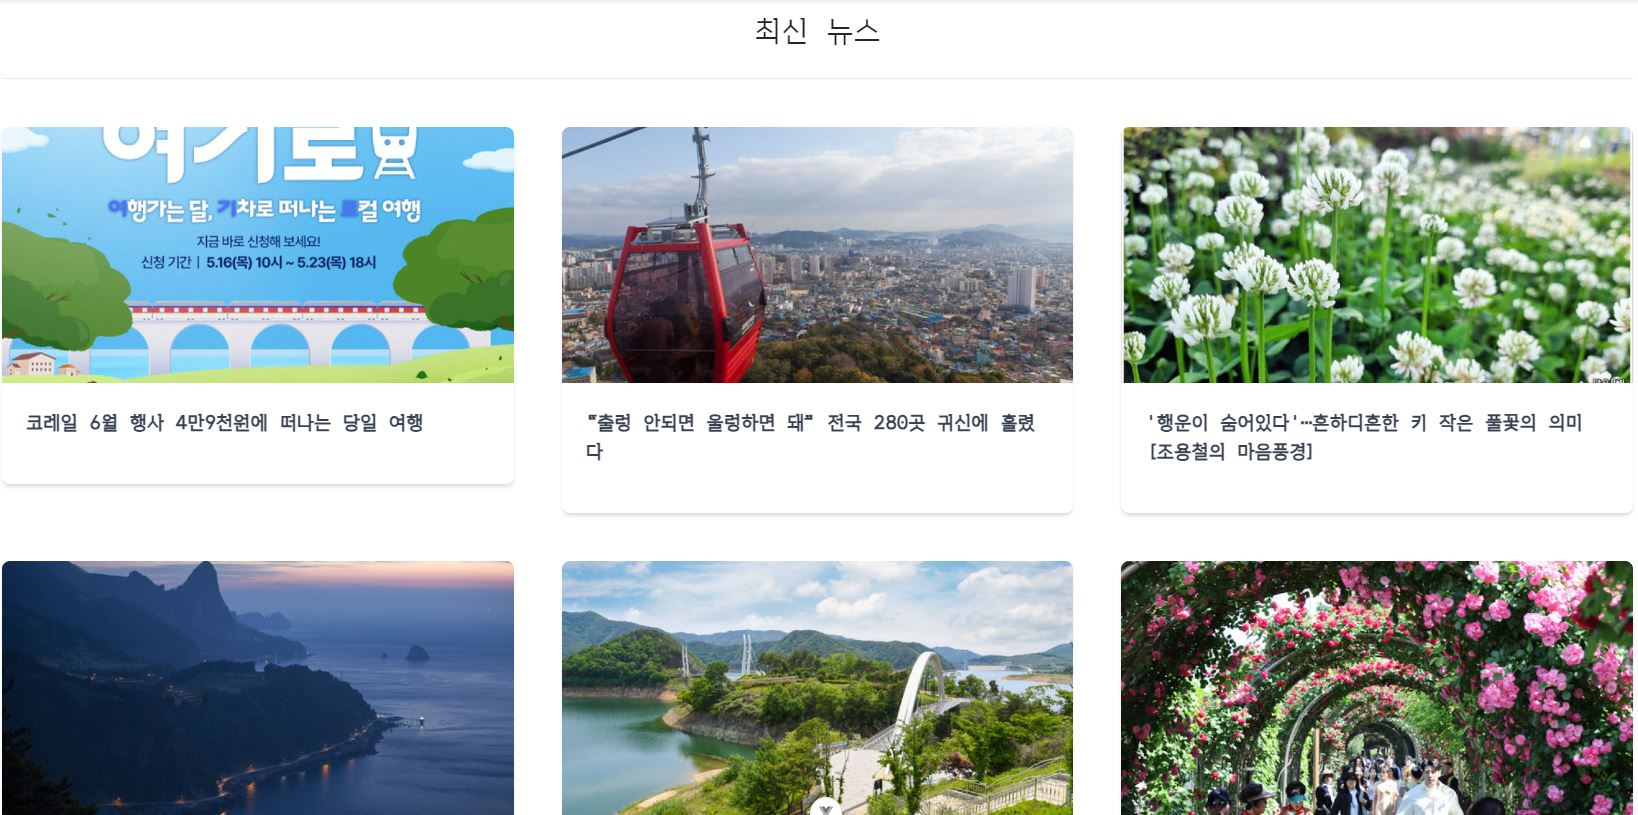 최신 뉴스
여기로
여행가는 달, 기차로 떠나는 로컬 여행
지금 바로 신청해 보세요!
신청 기간 | 5.16(목) 10시 ~ 5.23(목) 18시
코레일 6월 행사 4만9천원에 떠나는 당일 여행
"출렁 안되면 울렁하면 돼" 전국 280곳 귀신에 홀렸
다
'행운이 숨어있다'…흔하디흔한 키 작은 풀꽃의 의미
[조용철의 마음풍경]